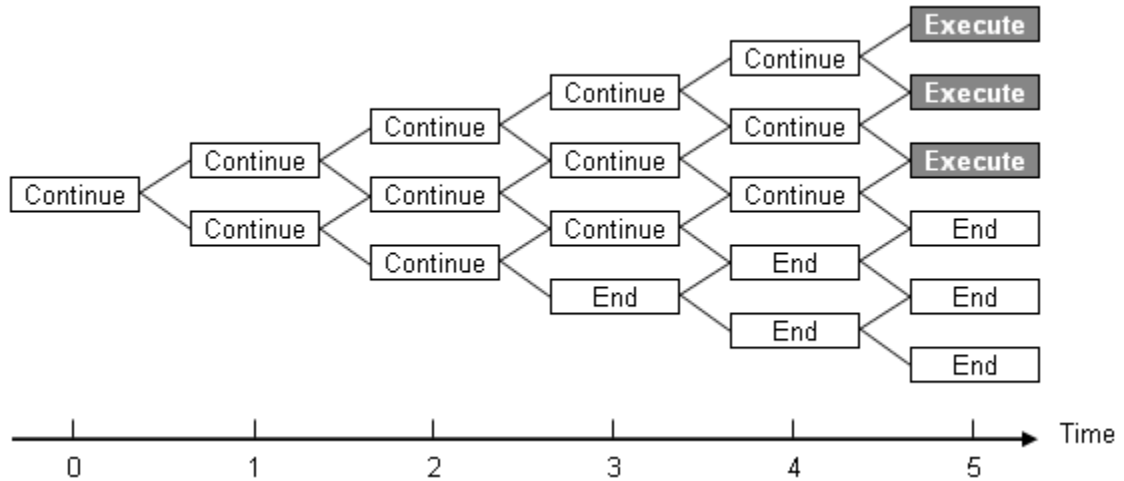 Execute
Continue
Continue Execute
Continue Continue
Continue Continue Execute
Continue Continue Continue
Continue Continue End
Continue End
End End
End
End
Time
0 1 2 3 4 5